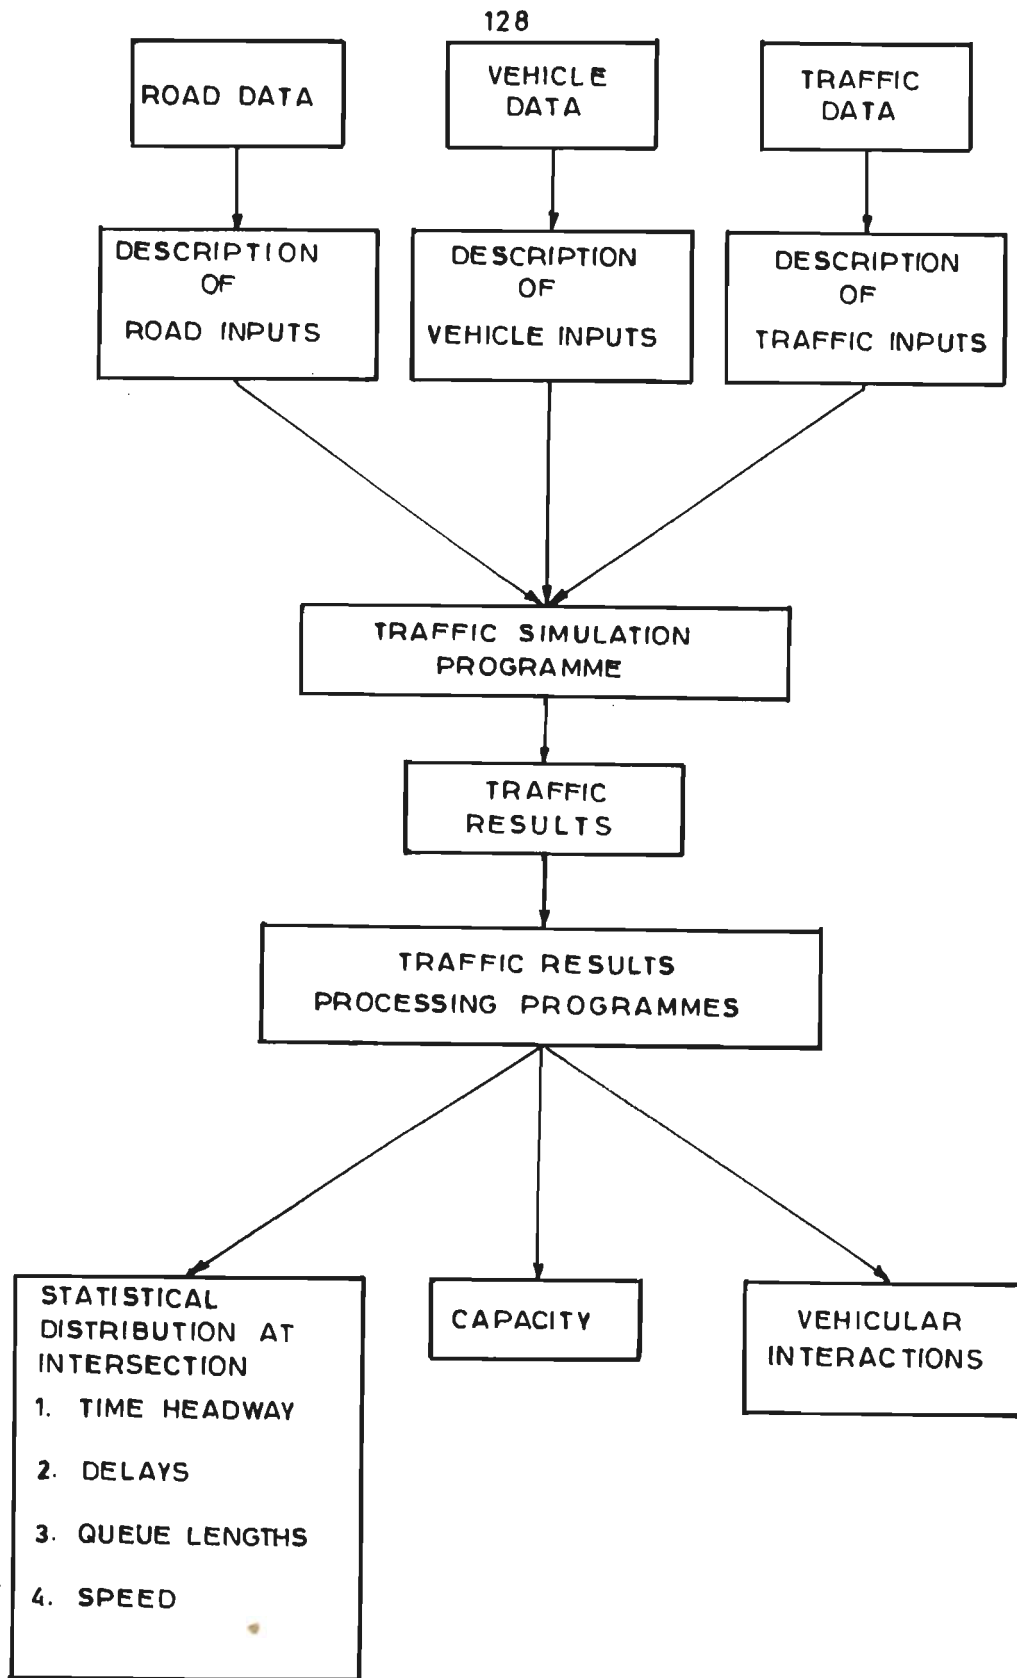 128
ROAD DATA
VEHICLE
DATA
TRAFFIC
DATA
DESCRIPTION
OF
ROAD INPUTS
DESCRIPTION
OF
VEHICLE INPUTS
DESCRIPTION
OF
TRAFFIC INPUTS
TRAFFIC SIMULATION
PROGRAMME
TRAFFIC
RESULTS
TRAFFIC RESULTS
PROCESSING PROGRAMMES
STATISTICAL
DISTRIBUTION AT
INTERSECTION
1. TIME HEADWAY
2. DELAYS
3. QUEUE LENGTHS
4. SPEED
CAPACITY
VEHICULAR
INTERACTIONS